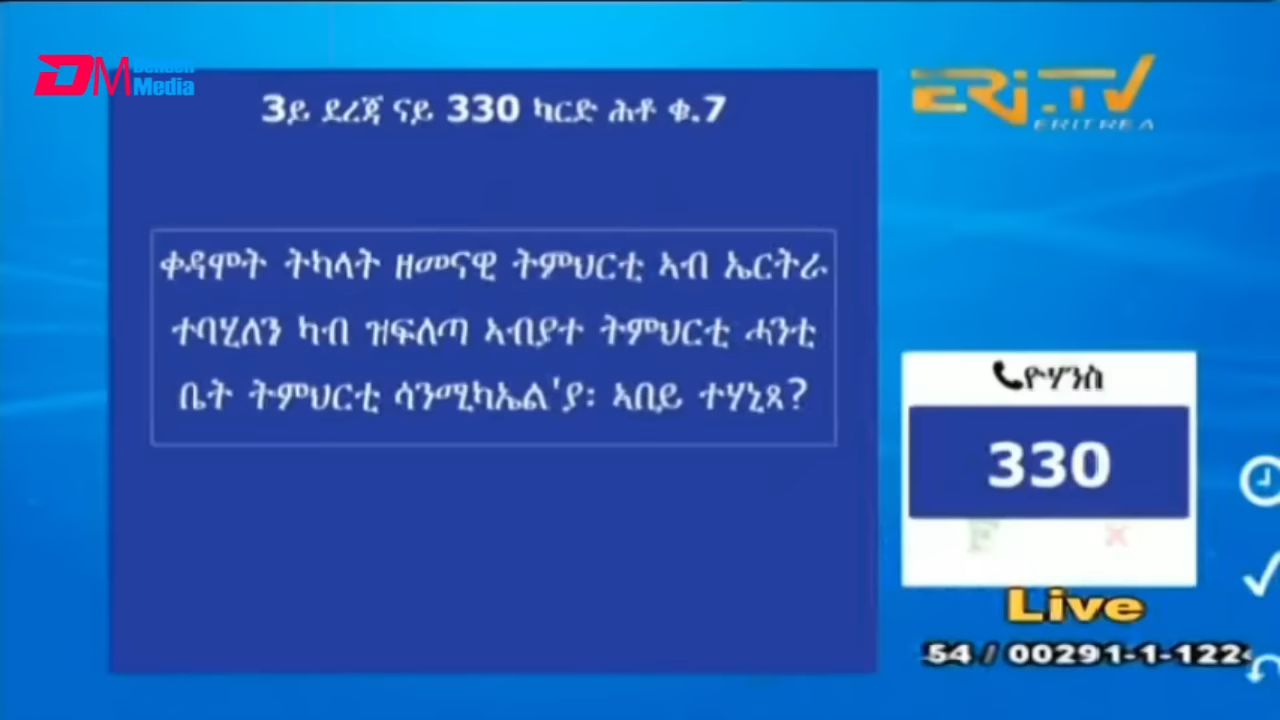 DM
Media
3ይ ደረጃ ናይ 330 ካርድ ሕቶ ቁ.7
ERi.TV
ERITREA
ቀዳሞት ትካላት ዘመናዊ ትምህርቲ ኣብ ኤርትራ
ተባሂለን ካብ ዝፍለጣ ኣብያተ ትምህርቲ ሓንቲ
ቤት ትምህርቲ ሳንሚካኤል'ያ፡ ኣበይ ተሃኒጻ?
ዮሃንስ
330
F ×
Live
54 / 00291-1-122